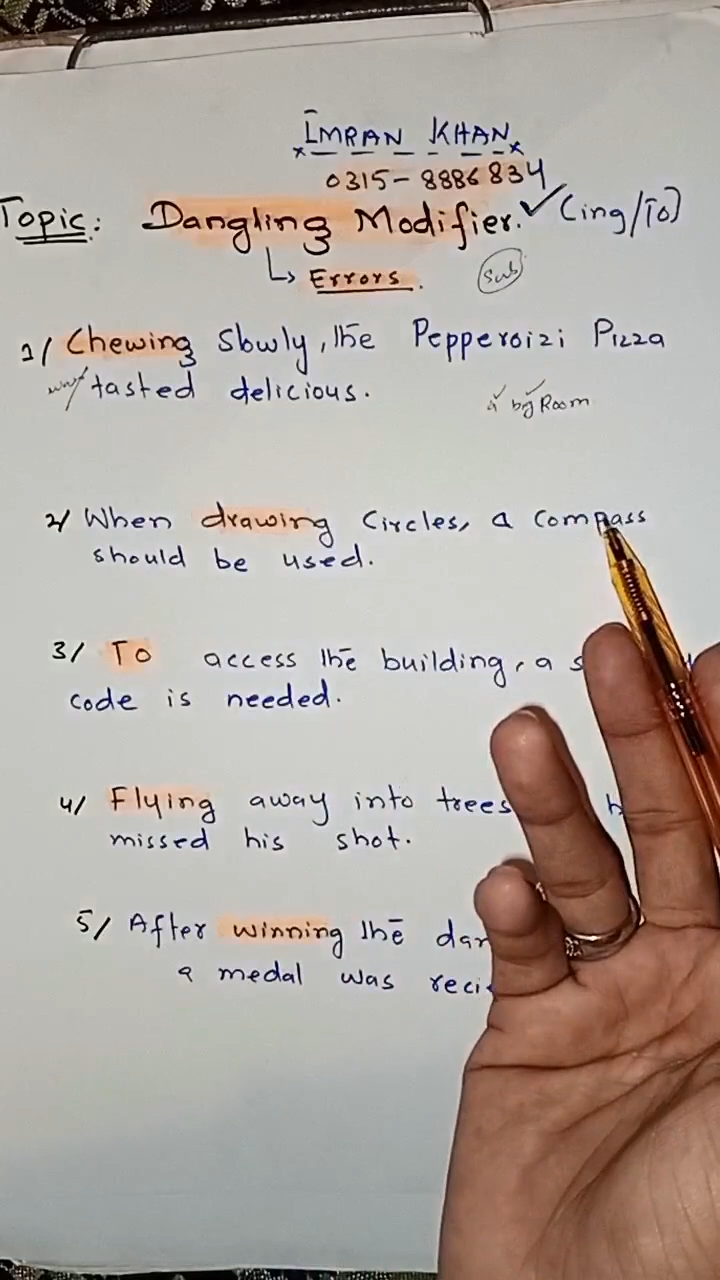 IMRAN KHAN
0315-8886834
Topic: Dangling Modifier. ✓ (ing/To)
↳ Errors. Sub
1/ Chewing Slowly, the Pepperoizi Pizza
tasted delicious.
a big Room
2/ When drawing Circles, a Compass
should be used.
3/ To access the building, a
code is needed.
4/ Flying away into trees
missed his shot.
5/ After winning the
a medal was